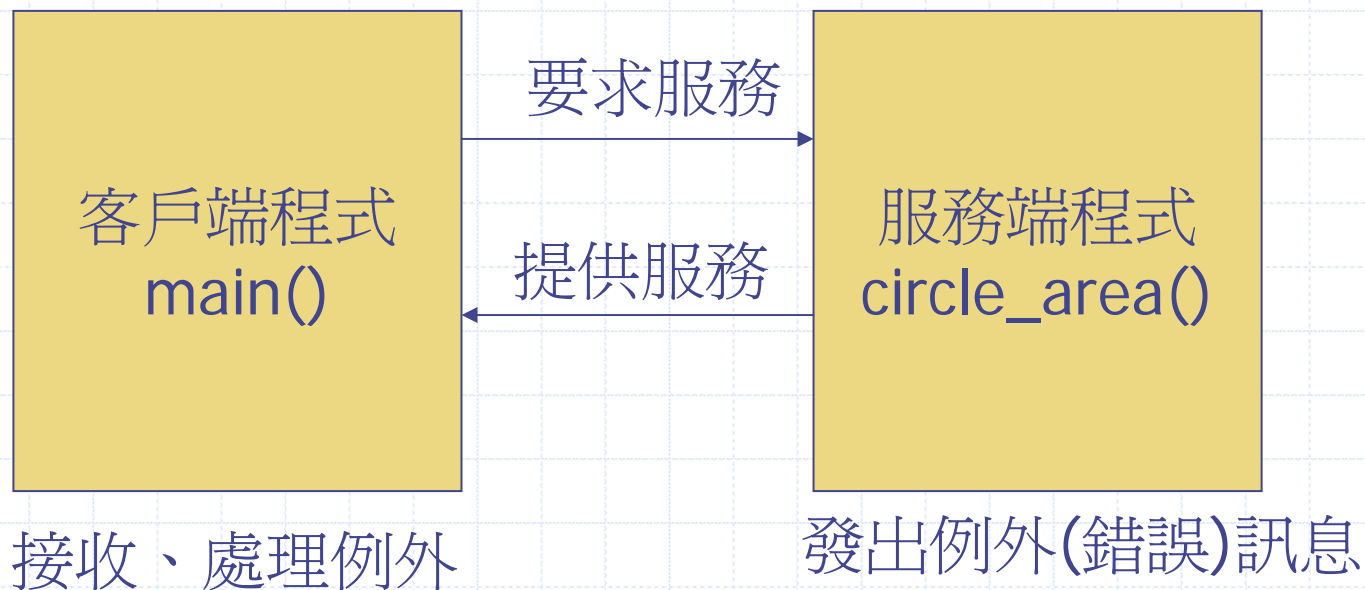 要求服務
客戶端程式
main()
提供服務
服務端程式
circle_area()
接收、處理例外
發出例外(錯誤)訊息